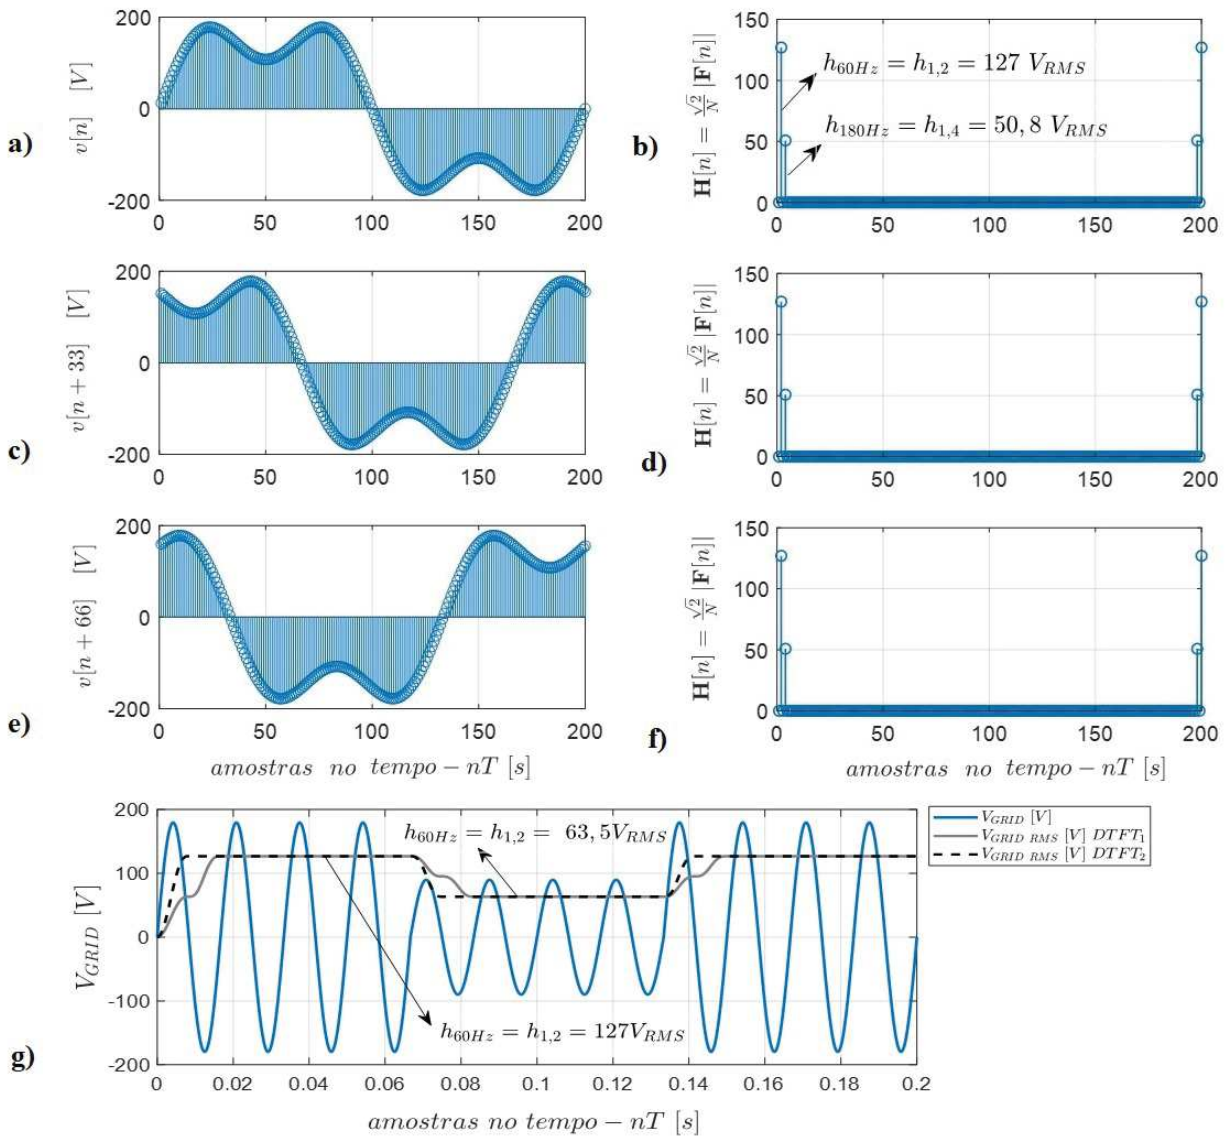 a)
v[n] [V]
200
0
-200
0 50 100 150 200
b)
H[n] = √2/N |F[n]|
150
100
50
0
0 50 100 150 200
h60Hz = h1,2 = 127 VRMS
h180Hz = h1,4 = 50,8 VRMS
c)
v[n + 33] [V]
200
0
-200
0 50 100 150 200
d)
H[n] = √2/N |F[n]|
150
100
50
0
0 50 100 150 200
e)
v[n + 66] [V]
200
0
-200
0 50 100 150 200
amostras no tempo – nT [s]
f)
H[n] = √2/N |F[n]|
150
100
50
0
0 50 100 150 200
amostras no tempo – nT [s]
g)
VGRID [V]
200
100
0
-100
-200
h60Hz = h1,2 = 63,5VRMS
h60Hz = h1,2 = 127VRMS
VGRID [V]
VGRID RMS [V] DTFT1
VGRID RMS [V] DTFT2
0 0.02 0.04 0.06 0.08 0.1 0.12 0.14 0.16 0.18 0.2
amostras no tempo – nT [s]